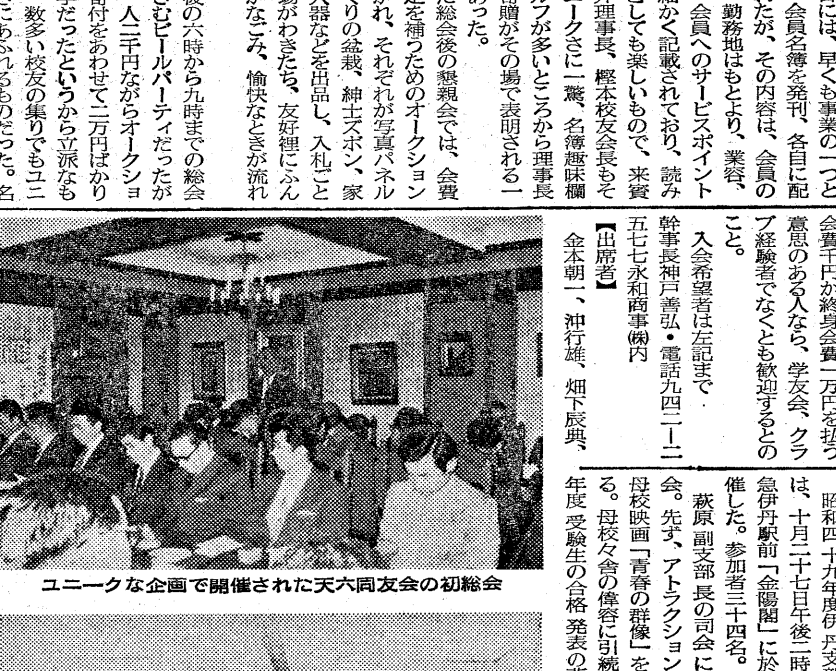 には、早くも事業の一つと
会員名簿を発刊、各自に配
たが、その内容は、会員の
勤務地はもとより、業容、
会員へのサービスポイント
細かく記載されており、読み
としても楽しいもので、来賓
理事長、樫本校友会長もそ
ークさに一驚、名簿趣味欄
ルフが多いところから理事長
寄贈がその場で表明される一
あった。
た総会後の懇親会では、会費
足を補つためのオークション
かれ、それぞれが写真パネル
くりの盆栽、紳士ズボン、家
入器などを出品し、入札ごと
場がわきたち、友好裡にふん
がなごみ、愉快なときが流れ
後の六時から九時までの総会
さむビールパーティだったが
人二千円ながらオークショ
寄付をあわせて二万円ばかり
字だったというから立派なも
数多い校友の集りでもユニ
にあふれるものだった。名
会費千円か終身会費一万円を払つ
意思のある人なら、学友会、クラ
ブ経験者でなくとも歓迎するとの
こと。
入会希望者は左記まで
幹事長神戸善弘・電話九四二ー二
五七七永和商事㈱内
【出席者】
金本朝一、沖行雄、畑下辰典、
昭和四十九年度伊丹支
は、十月二十七日午後二時
急伊丹駅前「金陽閣」に於
催した。参加者三十四名。
萩原副支部長の司会に
会。先ず、アトラクション
母校映画「青春の群像」を
る。母校々舎の偉容に引続
年度受験生の合格発表の
ユニークな企画で開催された天六同友会の初総会